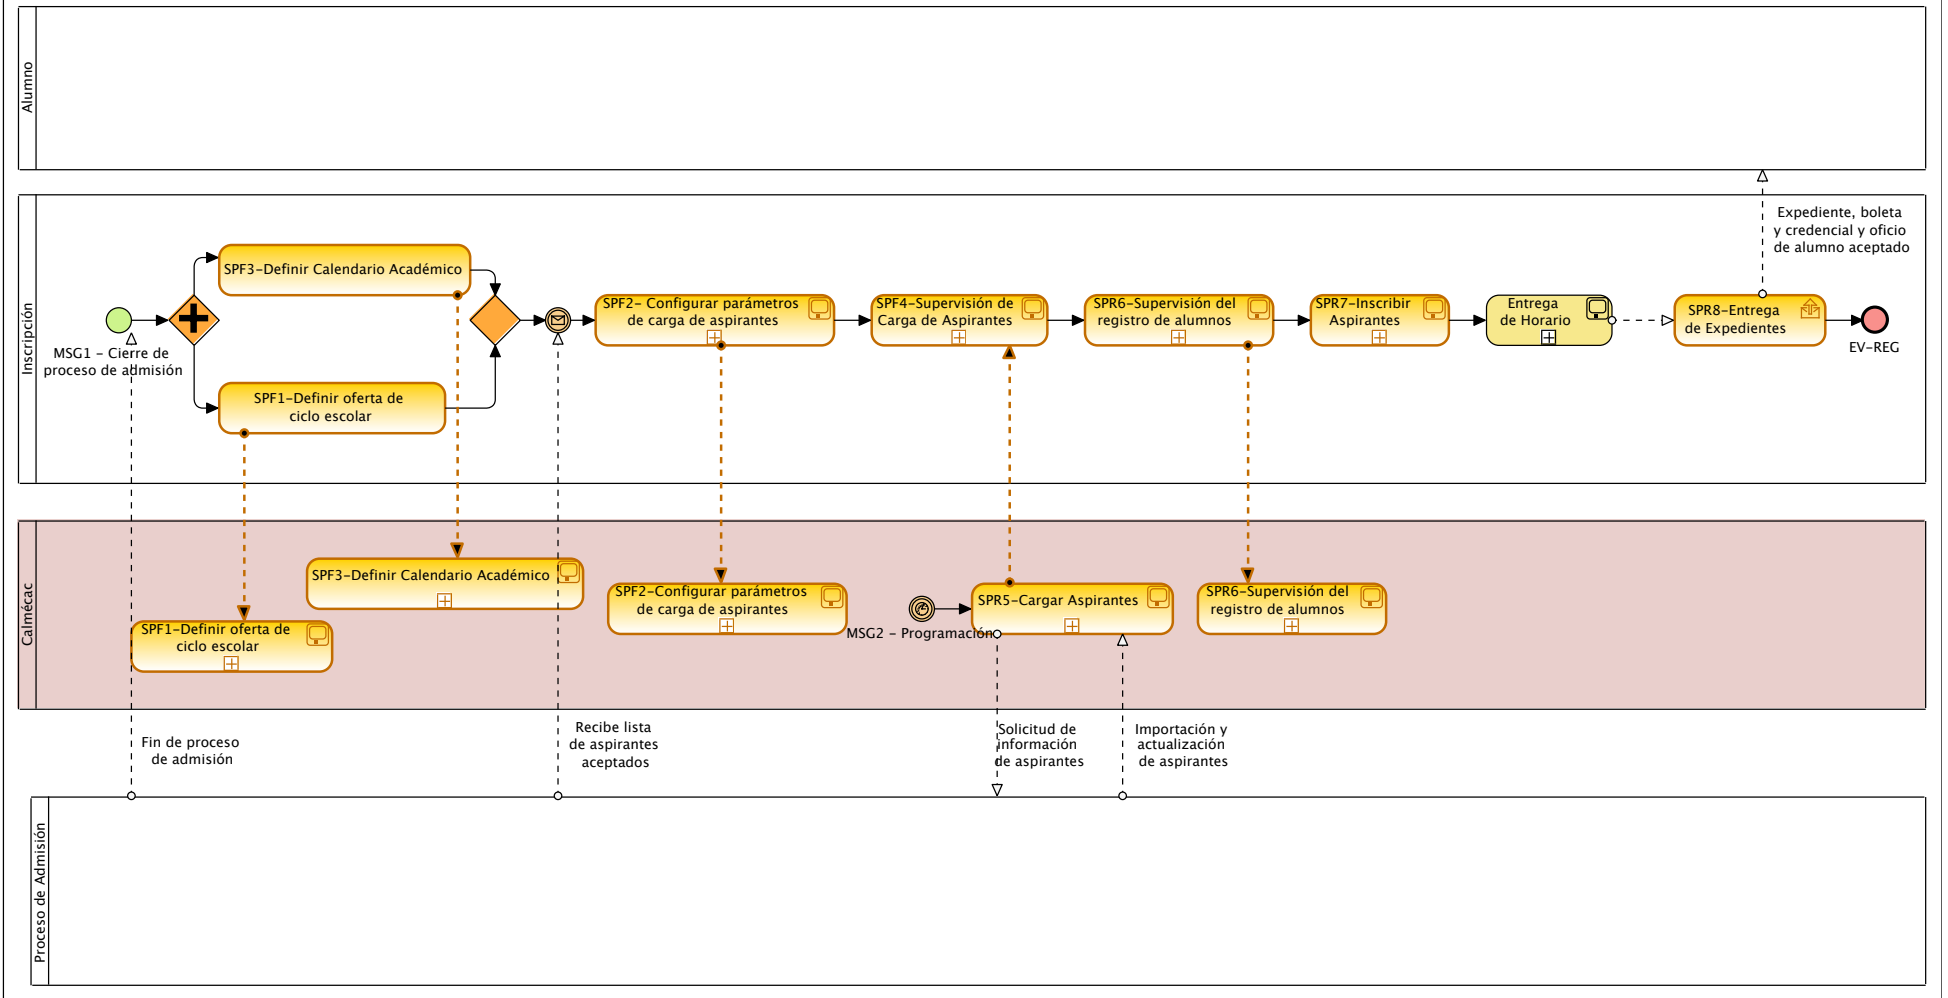 Alumno
Inscripción
MSG1 - Cierre de
proceso de admisión
SPF3-Definir Calendario Académico
SPF1-Definir oferta de
ciclo escolar
SPF2- Configurar parámetros
de carga de aspirantes
SPF4-Supervisión de
Carga de Aspirantes
SPR6-Supervisión del
registro de alumnos
SPR7-Inscribir
Aspirantes
Entrega
de Horario
SPR8-Entrega
de Expedientes
EV-REG
Expediente, boleta
y credencial y oficio
de alumno aceptado
Calmécac
SPF1-Definir oferta de
ciclo escolar
SPF3-Definir Calendario Académico
SPF2-Configurar parámetros
de carga de aspirantes
MSG2 - Programación
SPR5-Cargar Aspirantes
SPR6-Supervisión del
registro de alumnos
Fin de proceso
de admisión
Recibe lista
de aspirantes
aceptados
Solicitud de
información
de aspirantes
Importación y
actualización
de aspirantes
Proceso de Admisión